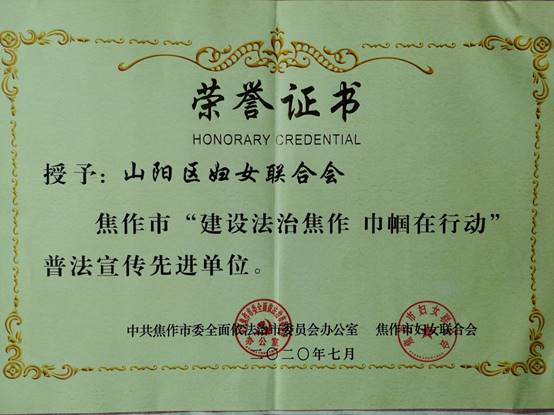 荣誉证书
HONORARY CREDENTIAL
授予：山阳区妇女联合会
焦作市“建设法治焦作 巾帼在行动”
普法宣传先进单位。
中共焦作市委全面依法治市委员会办公室 焦作市妇女联合会
二〇二〇年七月